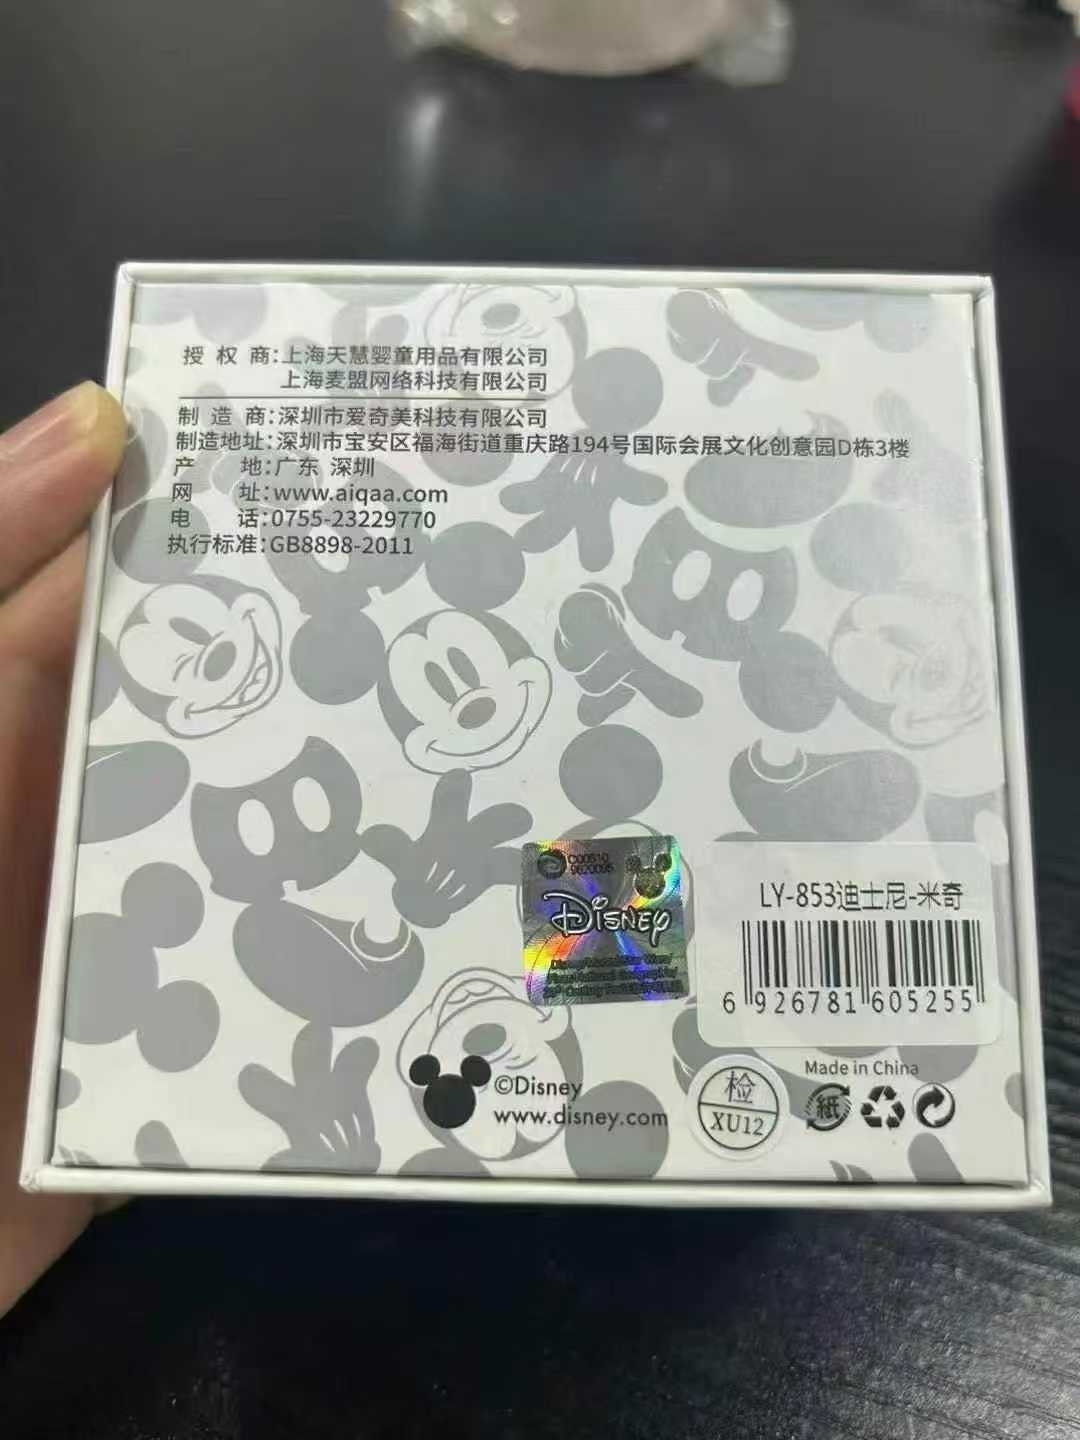 授 权 商:上海天慧婴童用品有限公司
上海麦盟网络科技有限公司
制 造 商:深圳市爱奇美科技有限公司
制造地址:深圳市宝安区福海街道重庆路194号国际会展文化创意园D栋3楼
产 地:广东 深圳
网 址:www.aiqaa.com
电 话:0755-23229770
执行标准:GB8898-2011
DISNEY
LY-853迪士尼-米奇
6 926781 605255
©Disney
www.disney.com
检
XU12
Made in China
紙